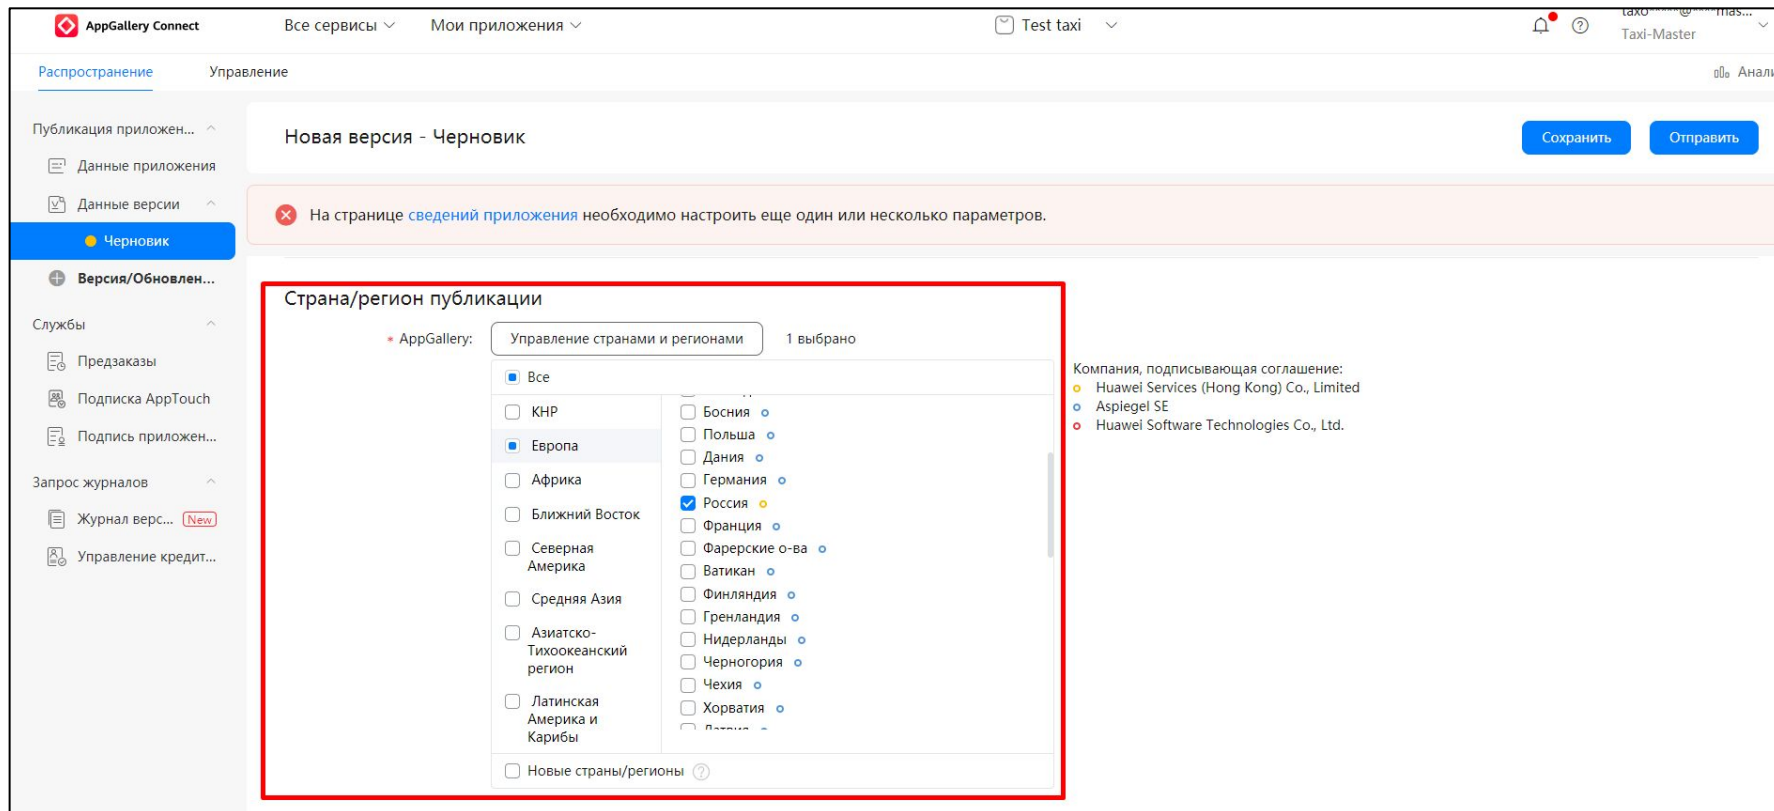 AppGallery Connect
Все сервисы
Мои приложения
Test taxi
Taxi-Master
Распространение
Управление
Публикация приложен...
Данные приложения
Данные версии
Черновик
Версия/Обновлен...
Службы
Предзаказы
Подписка AppTouch
Подпись приложен...
Запрос журналов
Журнал верс... New
Управление кредит...
Новая версия - Черновик
Сохранить
Отправить
На странице сведений приложения необходимо настроить еще один или несколько параметров.
Страна/регион публикации
* AppGallery:
Управление странами и регионами
1 выбрано
Все
КНР
Европа
Африка
Ближний Восток
Северная
Америка
Средняя Азия
Азиатско-
Тихоокеанский
регион
Латинская
Америка и
Карибы
Босния
Польша
Дания
Германия
Россия
Франция
Фарерские о-ва
Ватикан
Финляндия
Гренландия
Нидерланды
Черногория
Чехия
Хорватия
Новые страны/регионы
Компания, подписывающая соглашение:
Huawei Services (Hong Kong) Co., Limited
Aspiegel SE
Huawei Software Technologies Co., Ltd.